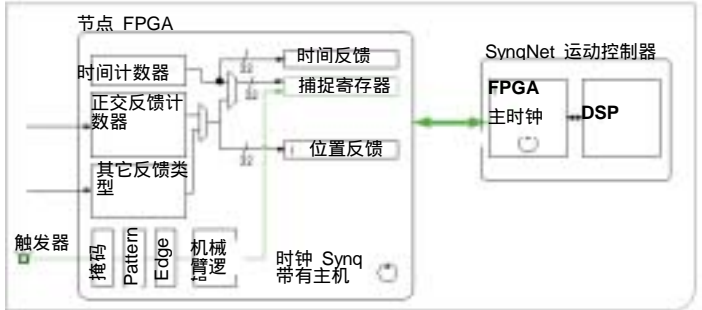 节点 FPGA
时间计数器
正交反馈计
数器
其它反馈类
型
时间反馈
32
捕捉寄存器
32
位置反馈
32
触发器
掩码
Pattern
Edge
机械
臂逻
时钟 Synq
带有主机
SynqNet 运动控制器
FPGA
主时钟
DSP